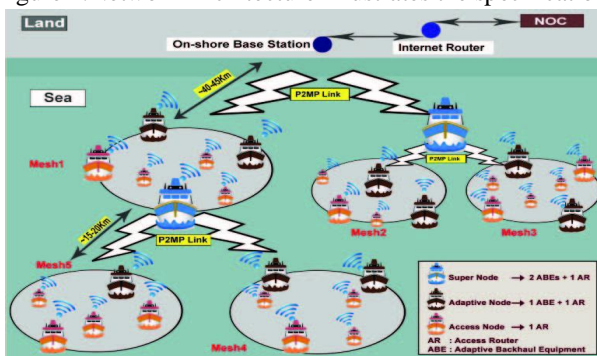 Land
NOC
On-shore Base Station
Internet Router
~40-45Km
Sea
P2MP Link
P2MP Link
Mesh1
Mesh2
Mesh3
~15-20Km
P2MP Link
Mesh5
Mesh4
Super Node → 2 ABEs + 1 AR
Adaptive Node → 1 ABE + 1 AR
Access Node → 1 AR
AR : Access Router
ABE : Adaptive Backhaul Equipment